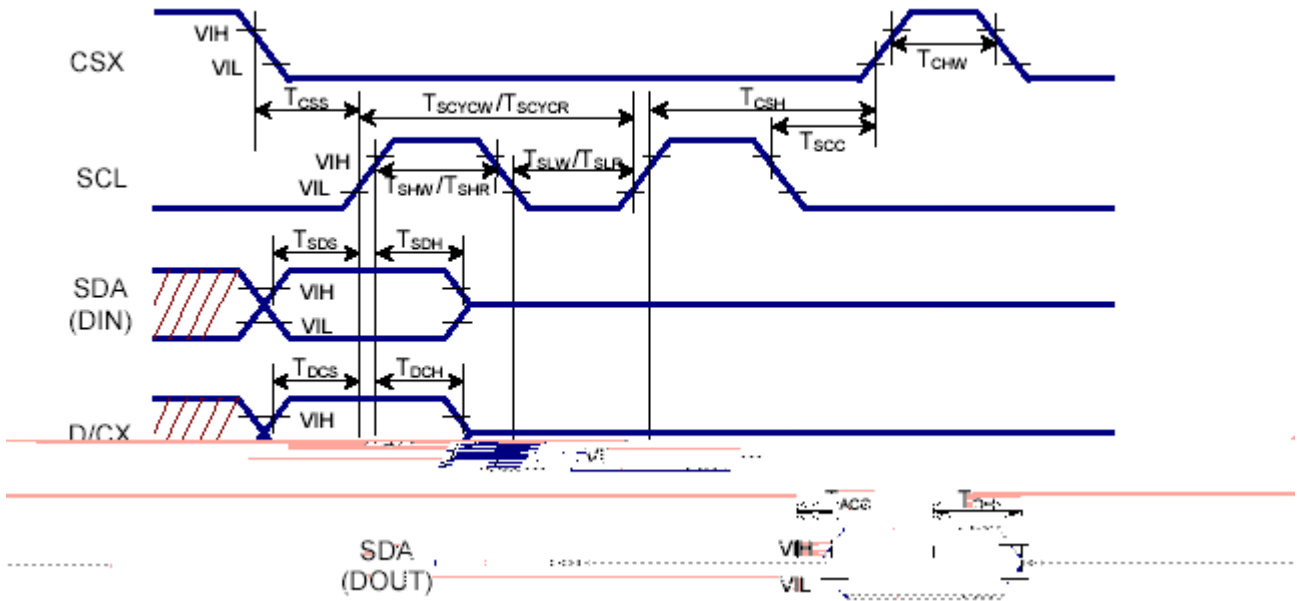 VIH
CSX
VIL
TCHW
TCSS
TSCYCW/TSCYCR
TCSH
TSCC
VIH
TSLW/TSLR
SCL
VIL
TSHW/TSHR
TSDS
TSDH
SDA
(DIN)
VIH
VIL
TDCS
TDCH
VIH
D/CX
TACC
SDA
(DOUT)
VIH
VIL